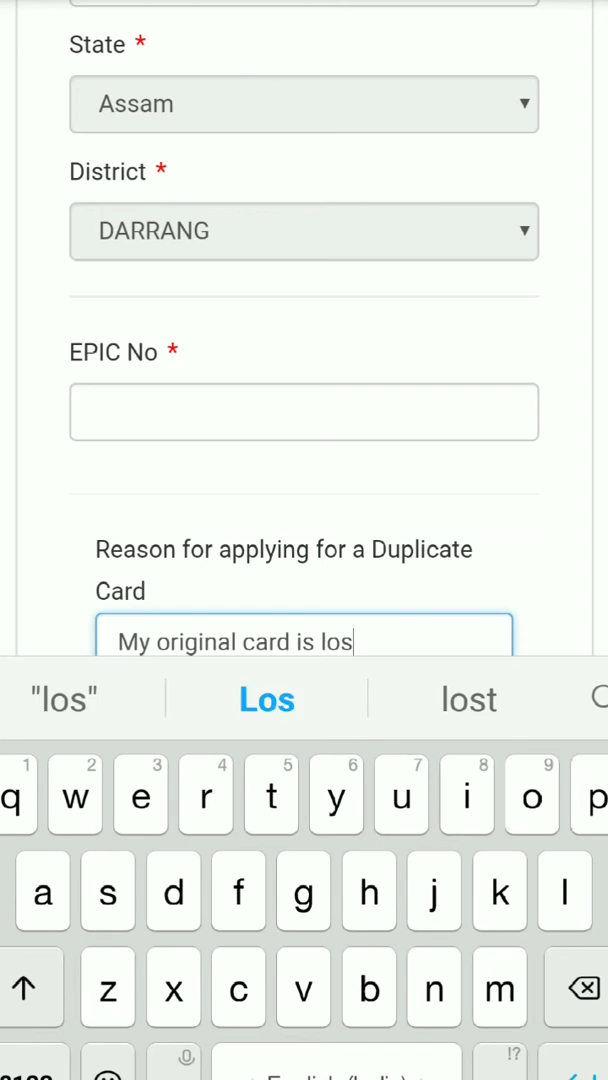 State *
Assam
District *
DARRANG
EPIC No *
Reason for applying for a Duplicate
Card
My original card is los
"los" Los lost
1 2 3 4 5 6 7 8 9
q w e r t y u i o p
a s d f g h j k l
z x c v b n m
!?